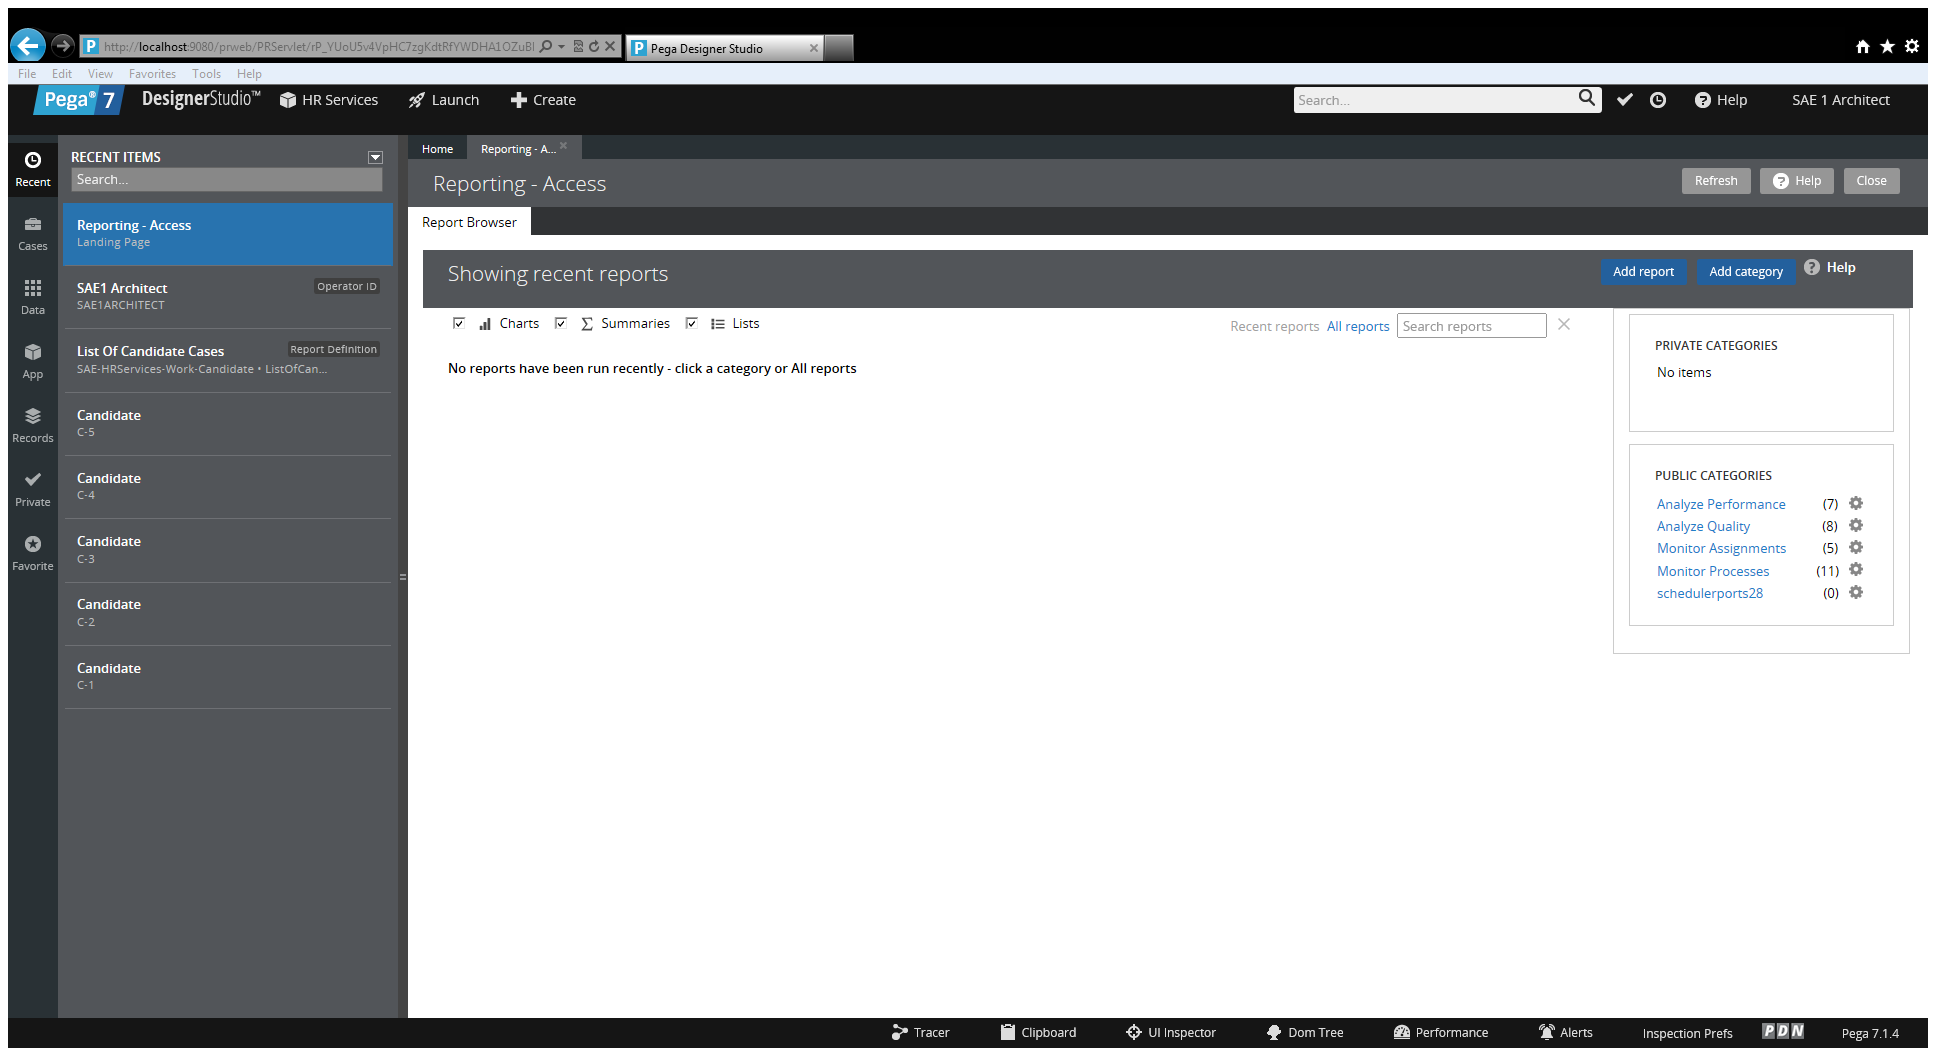 http://localhost:9080/prweb/PRServlet/rP_YUoU5v4VpHC7zgKdtRfYWDHA1OZuBl
Pega Designer Studio
File Edit View Favorites Tools Help
Pega® 7 DesignerStudio™ HR Services Launch Create Search... Help SAE 1 Architect
Recent
Cases
Data
App
Records
Private
Favorite
RECENT ITEMS
Search...
Reporting - Access
Landing Page
SAE1 Architect Operator ID
SAE1ARCHITECT
List Of Candidate Cases Report Definition
SAE-HRServices-Work-Candidate • ListOfCan...
Candidate
C-5
Candidate
C-4
Candidate
C-3
Candidate
C-2
Candidate
C-1
Home Reporting - A...
Reporting - Access Refresh Help Close
Report Browser
Showing recent reports Add report Add category Help
Charts Summaries Lists Recent reports All reports Search reports
No reports have been run recently - click a category or All reports
PRIVATE CATEGORIES
No items
PUBLIC CATEGORIES
Analyze Performance (7)
Analyze Quality (8)
Monitor Assignments (5)
Monitor Processes (11)
schedulerports28 (0)
Tracer Clipboard UI Inspector Dom Tree Performance Alerts Inspection Prefs PDN Pega 7.1.4